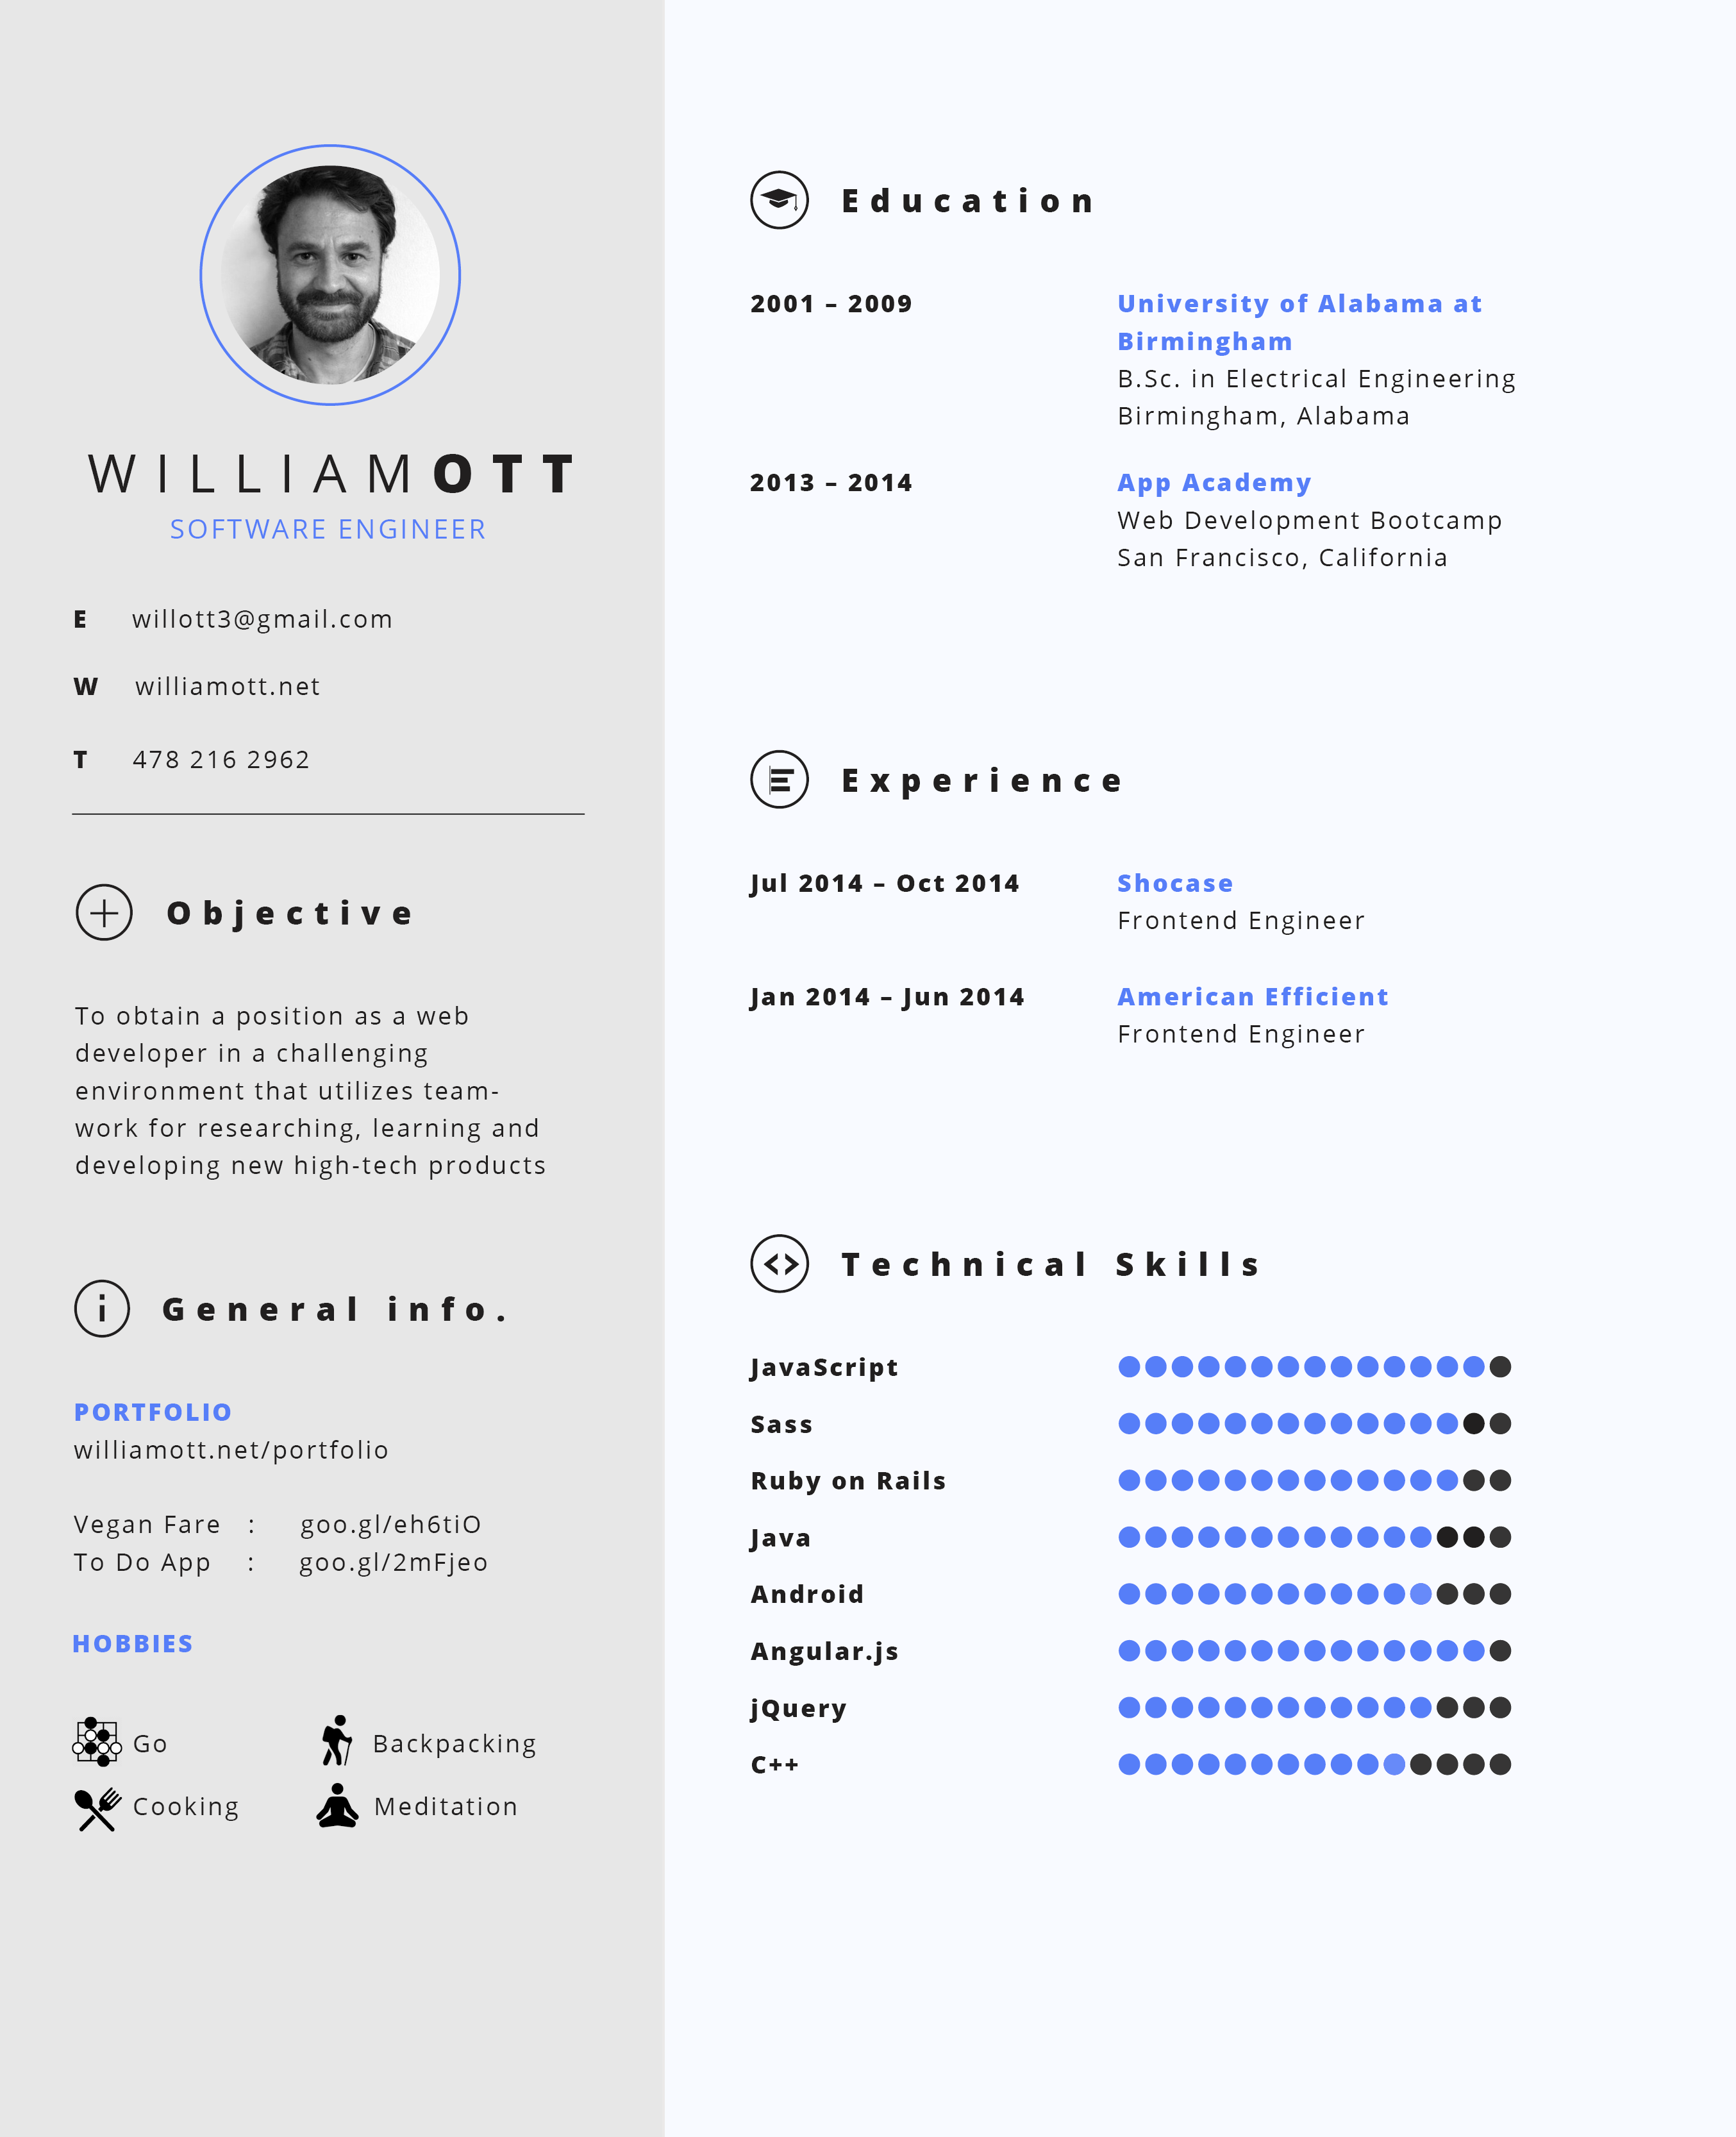 WILLIAMOTT
SOFTWARE ENGINEER
E willott3@gmail.com
W williamott.net
T 478 216 2962
Objective
To obtain a position as a web
developer in a challenging
environment that utilizes team-
work for researching, learning and
developing new high-tech products
General info.
PORTFOLIO
williamott.net/portfolio
Vegan Fare : goo.gl/eh6tiO
To Do App : goo.gl/2mFjeo
HOBBIES
Go Backpacking
Cooking Meditation
Education
2001 – 2009 University of Alabama at
Birmingham
B.Sc. in Electrical Engineering
Birmingham, Alabama
2013 – 2014 App Academy
Web Development Bootcamp
San Francisco, California
Experience
Jul 2014 – Oct 2014 Shocase
Frontend Engineer
Jan 2014 – Jun 2014 American Efficient
Frontend Engineer
Technical Skills
JavaScript
Sass
Ruby on Rails
Java
Android
Angular.js
jQuery
C++